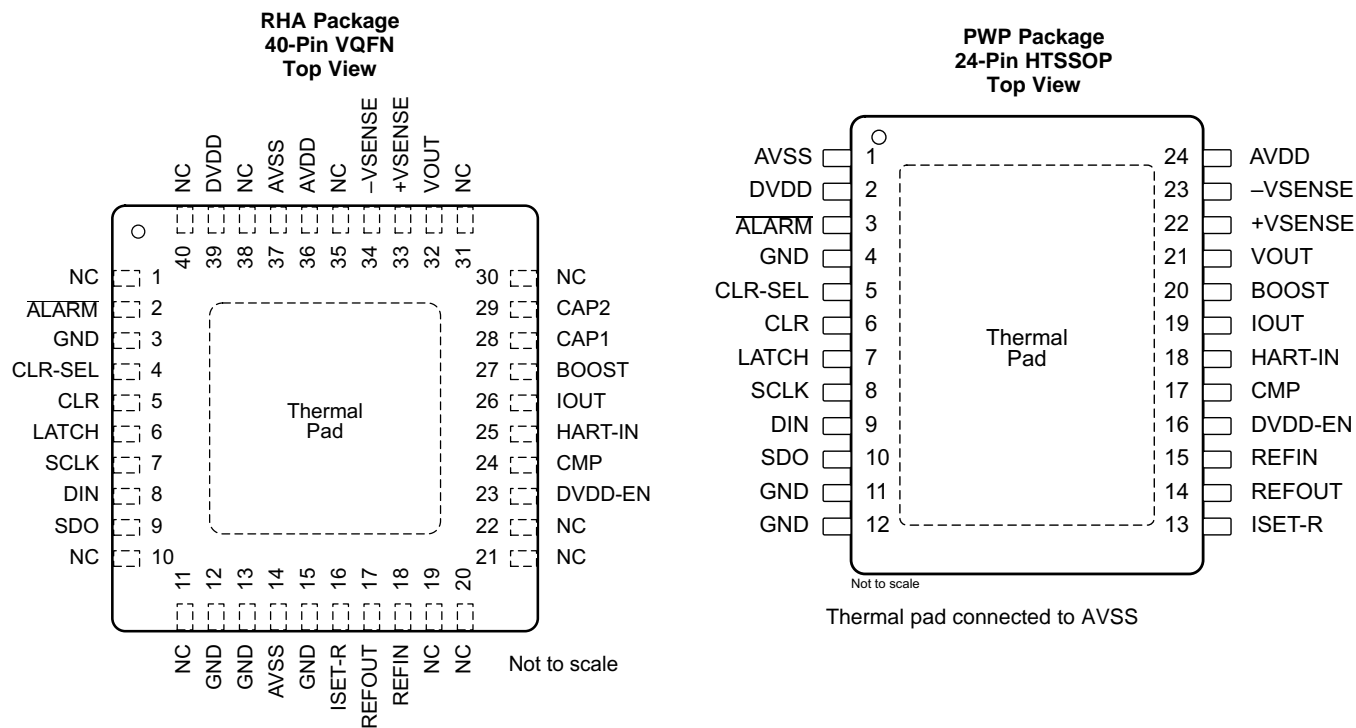 RHA Package
40-Pin VQFN
Top View
NC
DVDD
NC
AVSS
AVDD
NC
–VSENSE
+VSENSE
VOUT
NC
40
39
38
37
36
35
34
33
32
31
NC 1
ALARM 2
GND 3
CLR-SEL 4
CLR 5
LATCH 6
SCLK 7
DIN 8
SDO 9
NC 10
30 NC
29 CAP2
28 CAP1
27 BOOST
26 IOUT
25 HART-IN
24 CMP
23 DVDD-EN
22 NC
21 NC
Thermal
Pad
11
12
13
14
15
16
17
18
19
20
NC
GND
GND
AVSS
GND
ISET-R
REFOUT
REFIN
NC
NC
Not to scale
PWP Package
24-Pin HTSSOP
Top View
AVSS 1
DVDD 2
ALARM 3
GND 4
CLR-SEL 5
CLR 6
LATCH 7
SCLK 8
DIN 9
SDO 10
GND 11
GND 12
Thermal
Pad
24 AVDD
23 –VSENSE
22 +VSENSE
21 VOUT
20 BOOST
19 IOUT
18 HART-IN
17 CMP
16 DVDD-EN
15 REFIN
14 REFOUT
13 ISET-R
Not to scale
Thermal pad connected to AVSS